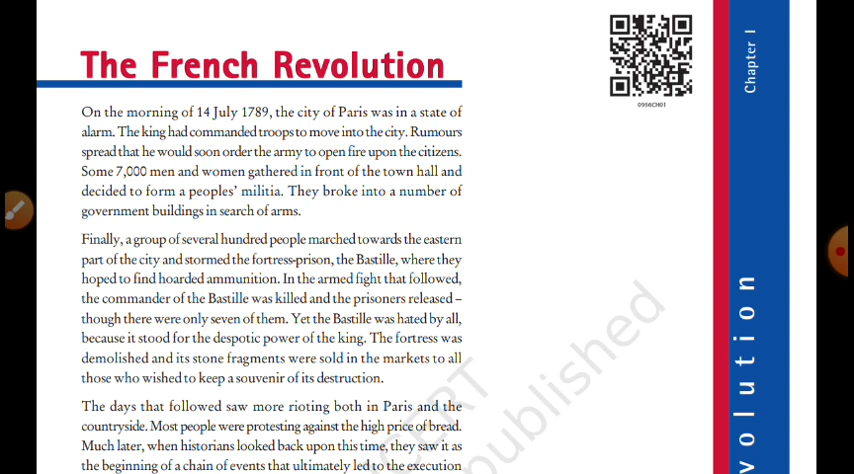 The French Revolution
0956CH01
Chapter I
On the morning of 14 July 1789, the city of Paris was in a state of
alarm. The king had commanded troops to move into the city. Rumours
spread that he would soon order the army to open fire upon the citizens.
Some 7,000 men and women gathered in front of the town hall and
decided to form a peoples’ militia. They broke into a number of
government buildings in search of arms.
Finally, a group of several hundred people marched towards the eastern
part of the city and stormed the fortress-prison, the Bastille, where they
hoped to find hoarded ammunition. In the armed fight that followed,
the commander of the Bastille was killed and the prisoners released –
though there were only seven of them. Yet the Bastille was hated by all,
because it stood for the despotic power of the king. The fortress was
demolished and its stone fragments were sold in the markets to all
those who wished to keep a souvenir of its destruction.
The days that followed saw more rioting both in Paris and the
countryside. Most people were protesting against the high price of bread.
Much later, when historians looked back upon this time, they saw it as
the beginning of a chain of events that ultimately led to the execution
volution
CERT
published